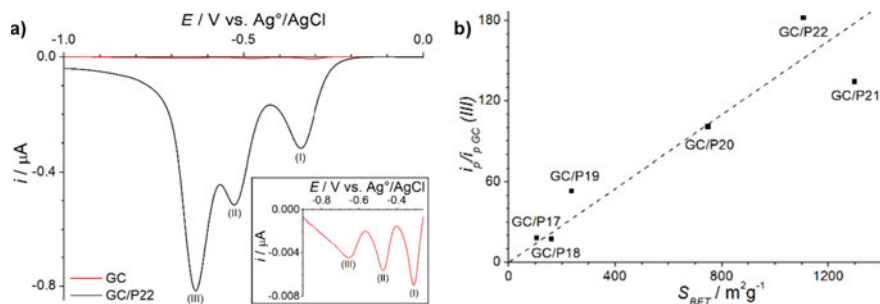 a)
E / V vs. Ag°/AgCl
-1.0 -0.5 0.0
0.0
-0.4
-0.8
i / μA
(I)
(II)
(III)
GC
GC/P22
E / V vs. Ag°/AgCl
-0.8 -0.6 -0.4
0.000
-0.004
-0.008
i / μA
(III)
(II)
(I)
b)
180
120
60
0
i_p/i_p GC (III)
GC/P22
GC/P21
GC/P20
GC/P19
GC/P17
GC/P18
0 400 800 1200
S_BET / m²g⁻¹